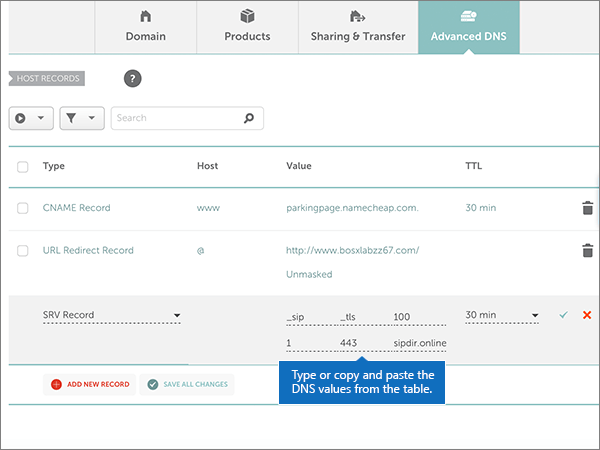 Domain
Products
Sharing & Transfer
Advanced DNS
HOST RECORDS
?
Search
Type Host Value TTL
CNAME Record www parkingpage.namecheap.com. 30 min
URL Redirect Record @ http://www.bosxlabzz67.com/
Unmasked
SRV Record _sip _tls 100 30 min
1 443 sipdir.online
Type or copy and paste the
DNS values from the table.
ADD NEW RECORD SAVE ALL CHANGES